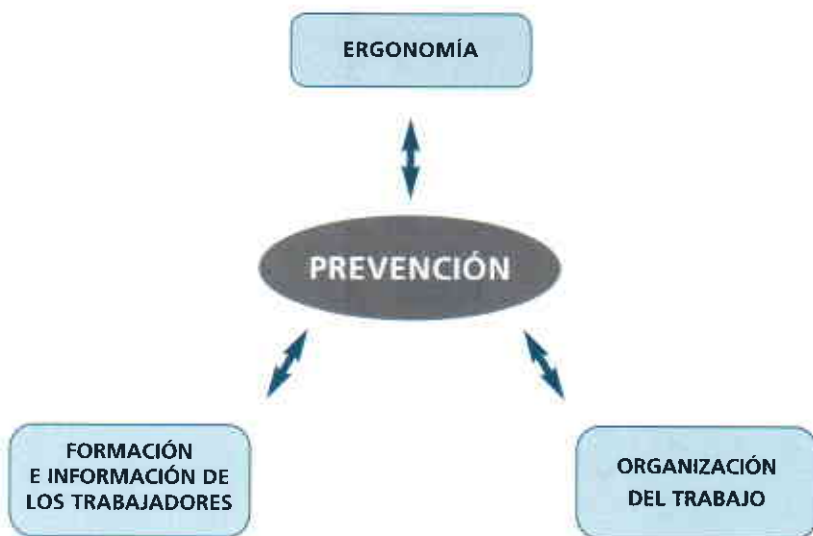 ERGONOMÍA
PREVENCIÓN
FORMACIÓN
E INFORMACIÓN DE
LOS TRABAJADORES
ORGANIZACIÓN
DEL TRABAJO